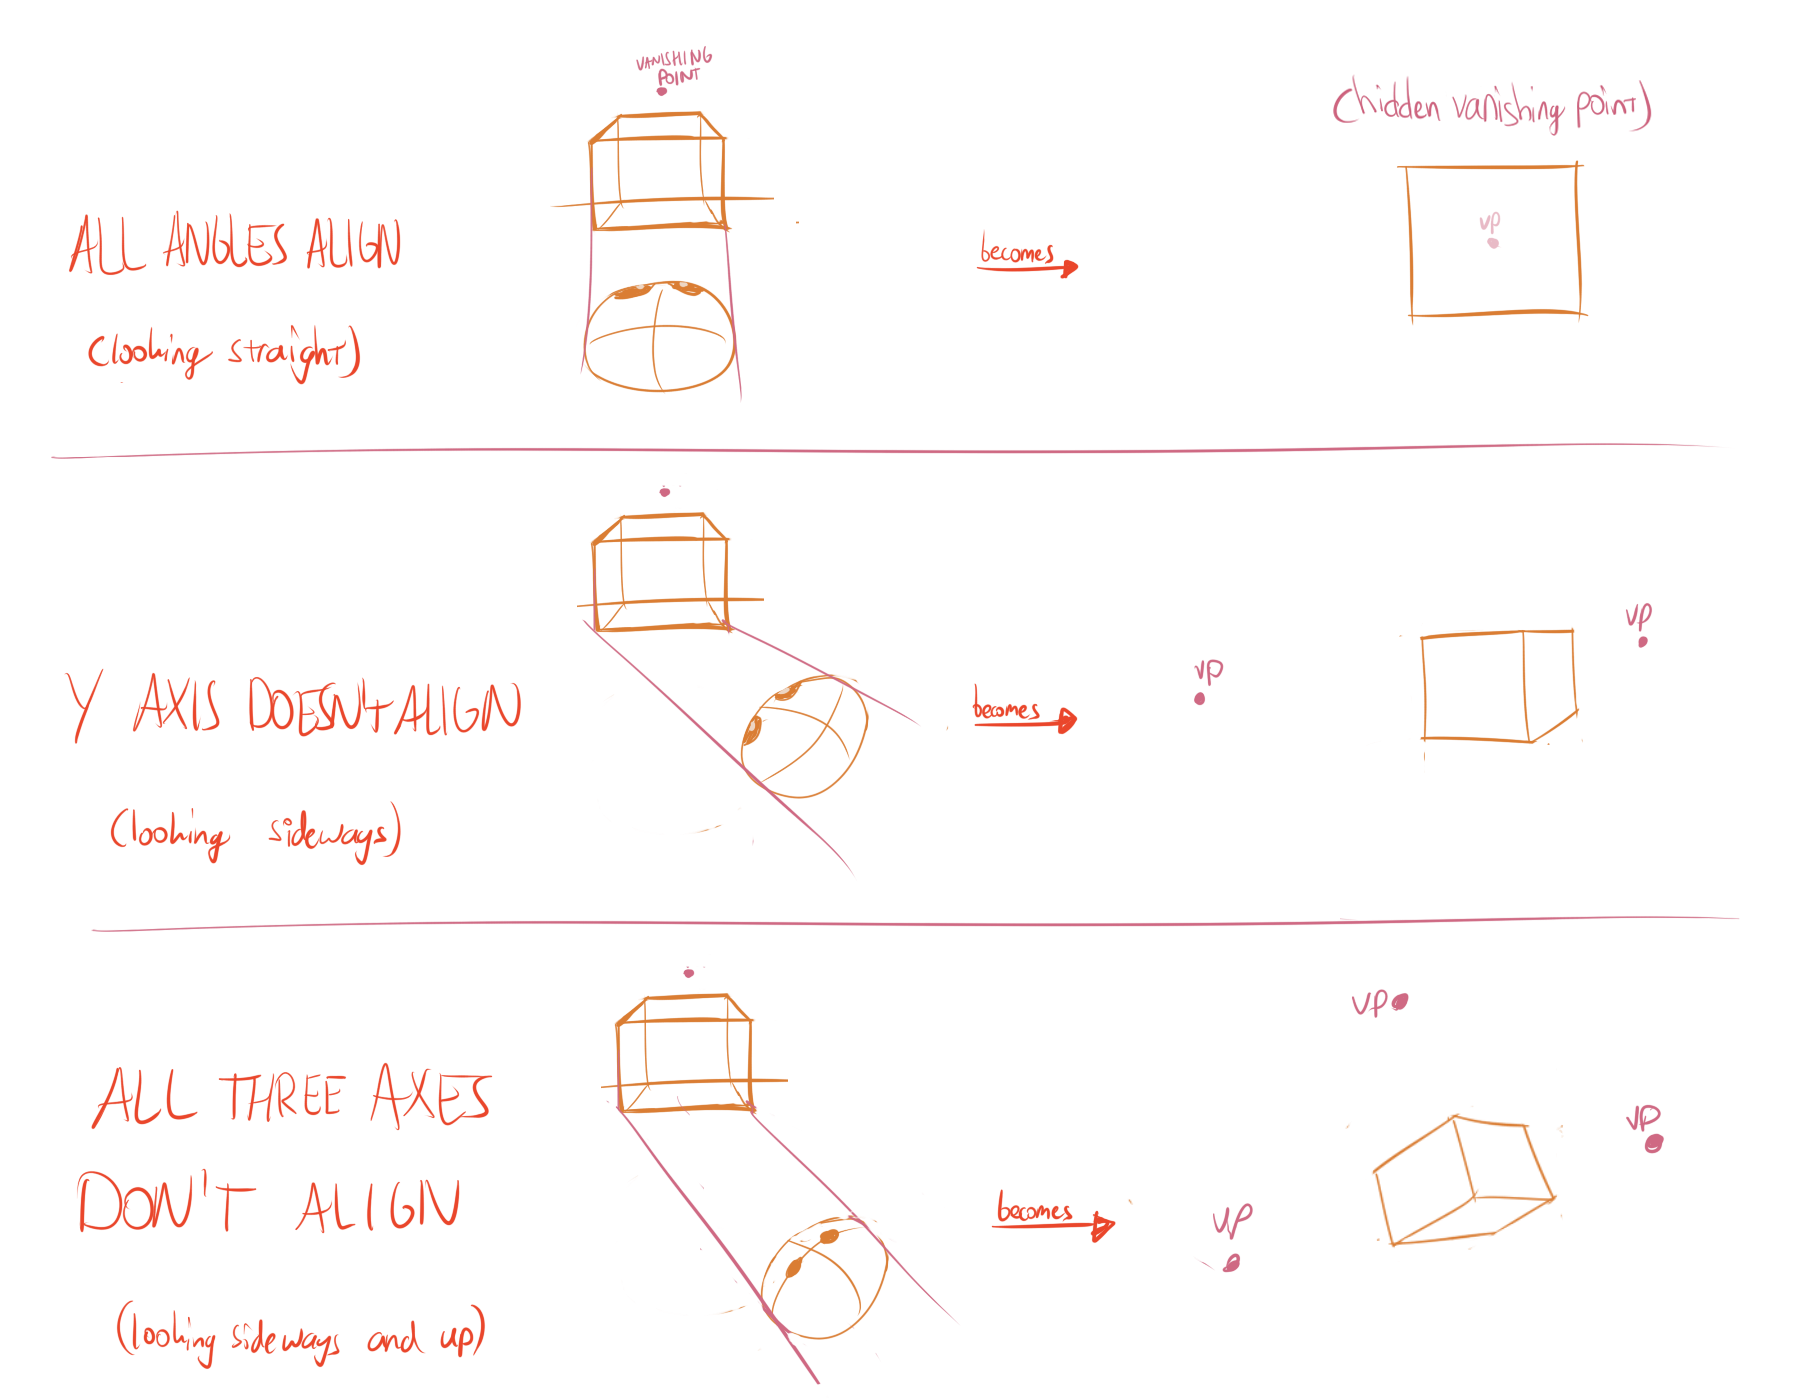 VANISHING
POINT
(hidden vanishing point)
ALL ANGLES ALIGN
(looking straight)
becomes
VP
Y AXIS DOESN'T ALIGN
(looking sideways)
becomes
VP
VP
ALL THREE AXES
DON'T ALIGN
(looking sideways and up)
becomes
VP
VP
VP